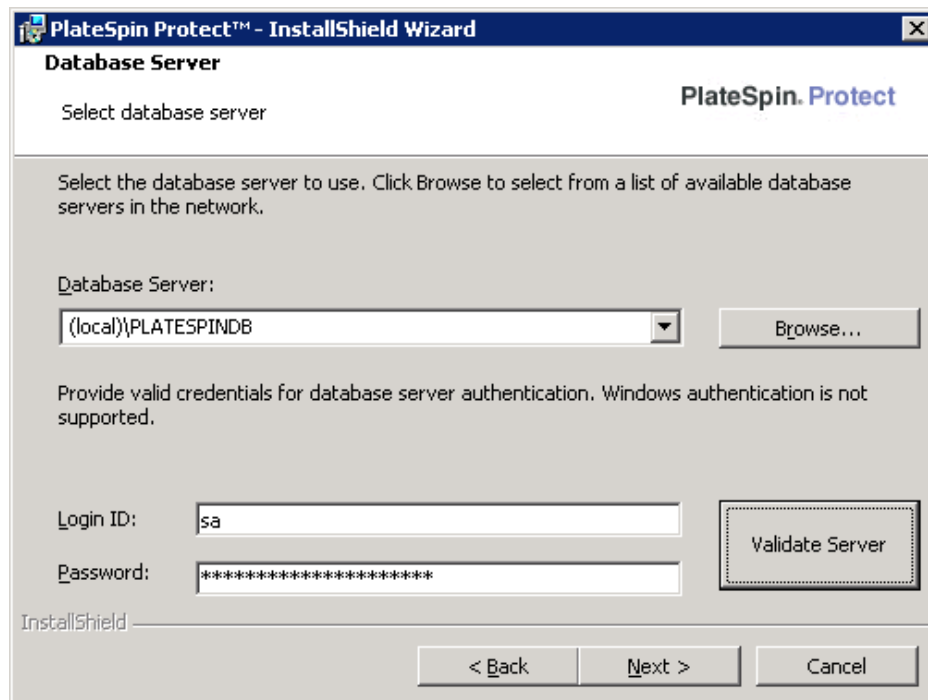 PlateSpin Protect™ - InstallShield Wizard
Database Server
Select database server
PlateSpin. Protect
Select the database server to use. Click Browse to select from a list of available database
servers in the network.
Database Server:
(local)\PLATESPINDB
Browse...
Provide valid credentials for database server authentication. Windows authentication is not
supported.
Login ID:
sa
Validate Server
Password:
*********************
InstallShield
< Back
Next >
Cancel